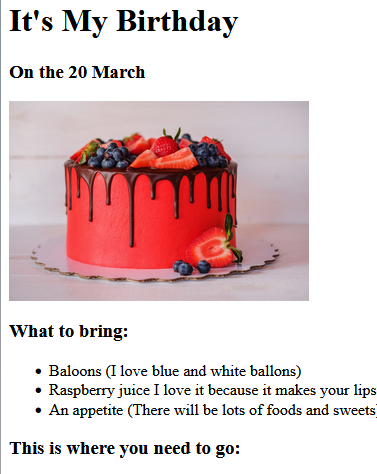 It's My Birthday
On the 20 March
What to bring:
Baloons (I love blue and white ballons)
Raspberry juice I love it because it makes your lips
An appetite (There will be lots of foods and sweets)
This is where you need to go: